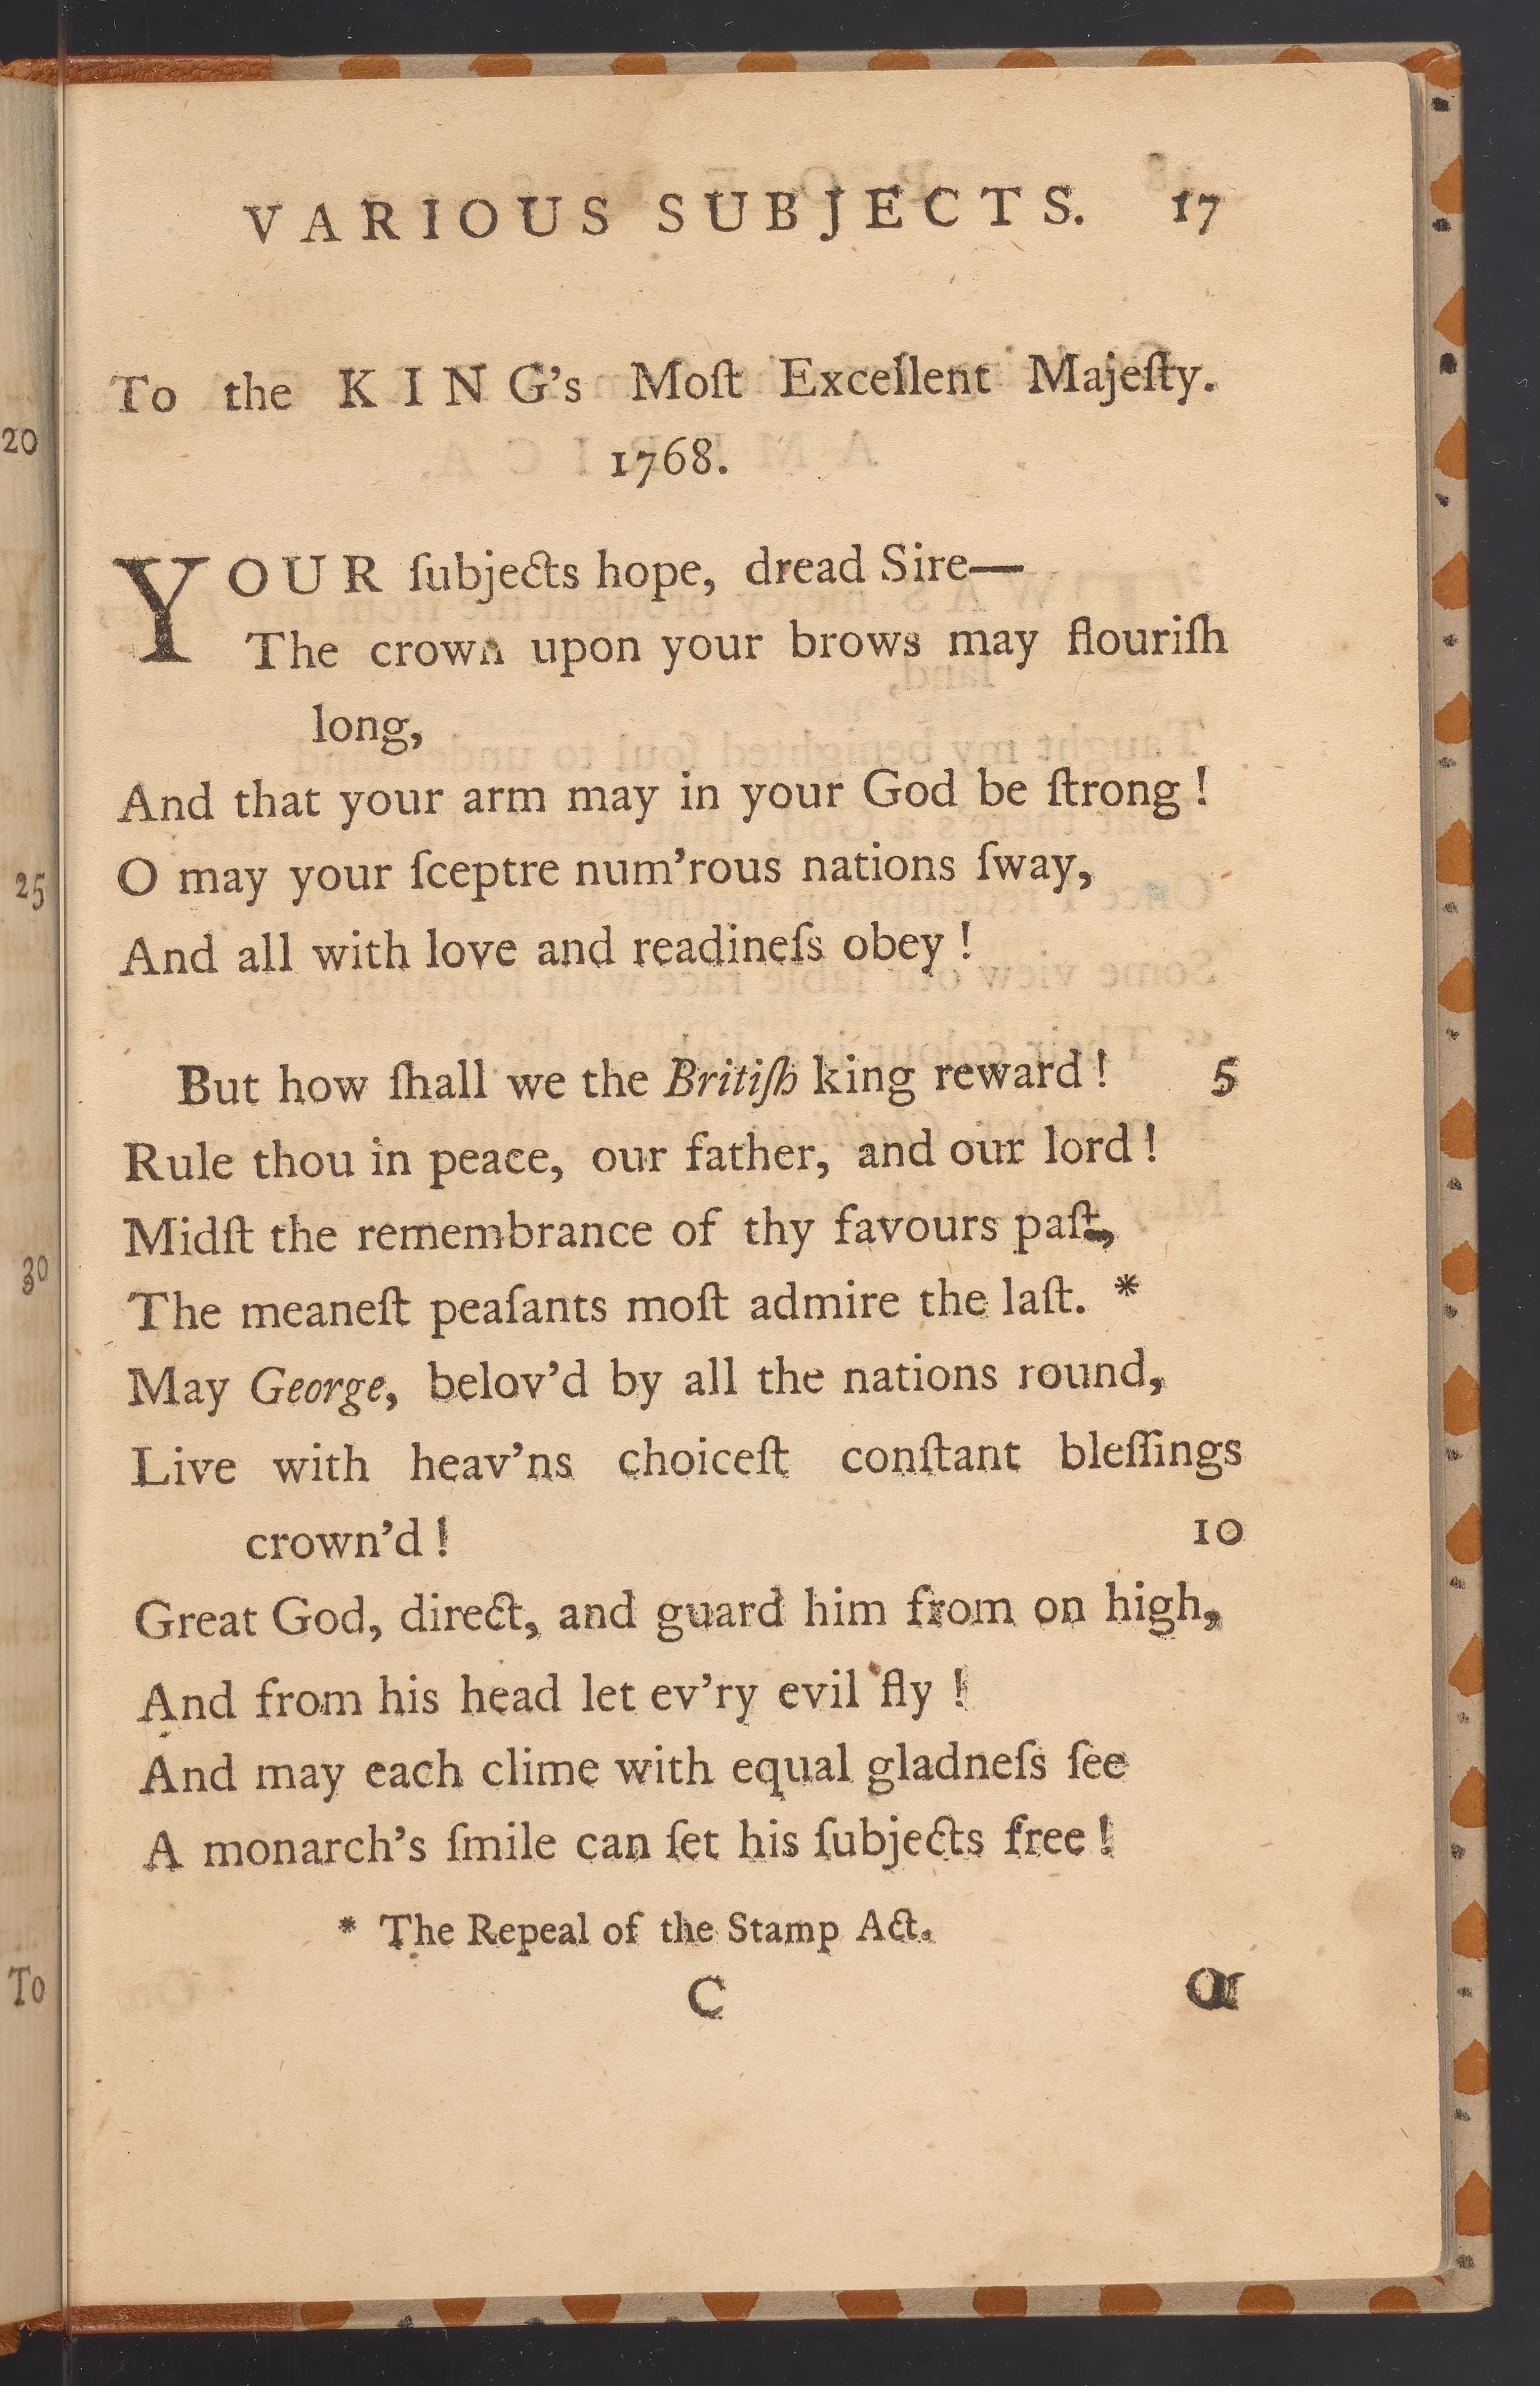 VARIOUS SUBJECTS. 17
To the KING's Moſt Excellent Majeſty.
1768.
YOUR ſubjects hope, dread Sire—
The crown upon your brows may flouriſh
long,
And that your arm may in your God be ſtrong!
O may your ſceptre num'rous nations ſway,
And all with love and readineſs obey!
But how ſhall we the Britiſh king reward! 5
Rule thou in peace, our father, and our lord!
Midſt the remembrance of thy favours paſt,
The meaneſt peaſants moſt admire the laſt. *
May George, belov'd by all the nations round,
Live with heav'ns choiceſt conſtant bleſſings
crown'd! 10
Great God, direct, and guard him from on high,
And from his head let ev'ry evil fly!
And may each clime with equal gladneſs ſee
A monarch's ſmile can ſet his ſubjects free!
* The Repeal of the Stamp Act.
C
20
25
30
To